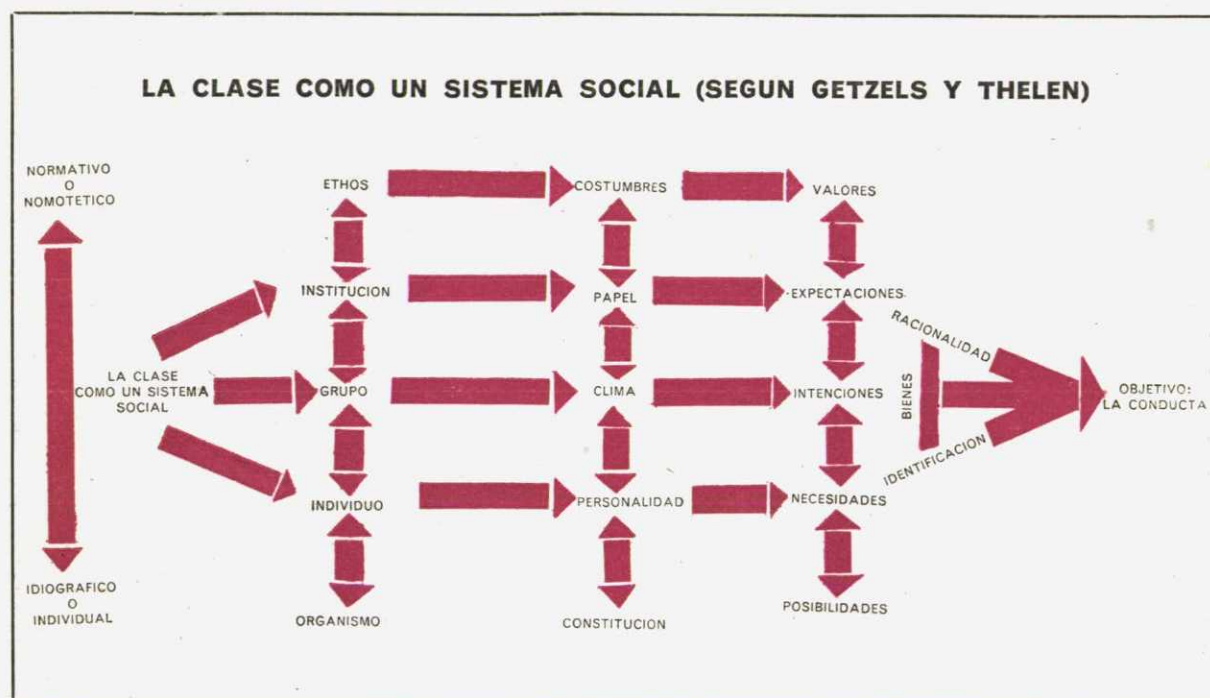 LA CLASE COMO UN SISTEMA SOCIAL (SEGUN GETZELS Y THELEN)
NORMATIVO
O
NOMOTETICO
ETHOS
COSTUMBRES
VALORES
INSTITUCION
PAPEL
EXPECTACIONES
LA CLASE
COMO UN SISTEMA
SOCIAL
GRUPO
CLIMA
INTENCIONES
BIENES
RACIONALIDAD
IDENTIFICACION
OBJETIVO:
LA CONDUCTA
INDIVIDUO
PERSONALIDAD
NECESIDADES
IDIOGRAFICO
O
INDIVIDUAL
ORGANISMO
CONSTITUCION
POSIBILIDADES